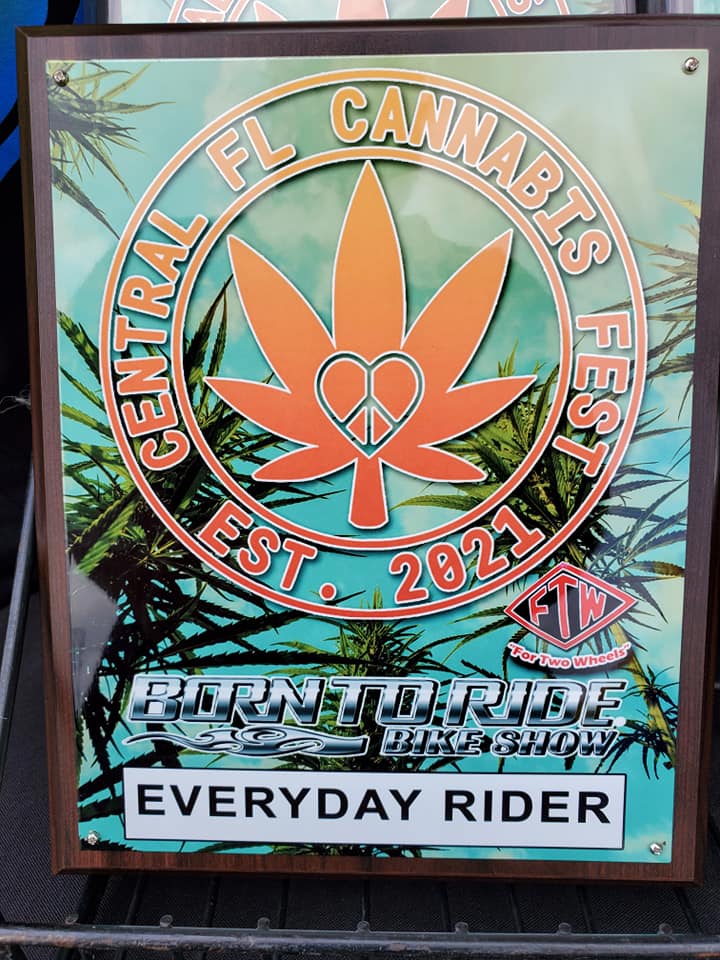 CENTRAL FL CANNABIS FEST
EST. 2021
FTW
"For Two Wheels"
BORN TO RIDE®
BIKE SHOW
EVERYDAY RIDER